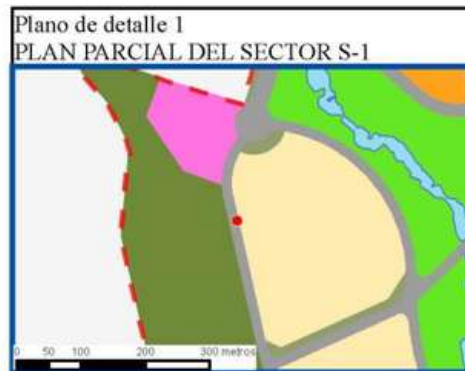 Plano de detalle 1
PLAN PARCIAL DEL SECTOR S-1
0 50 100 200 300 metros